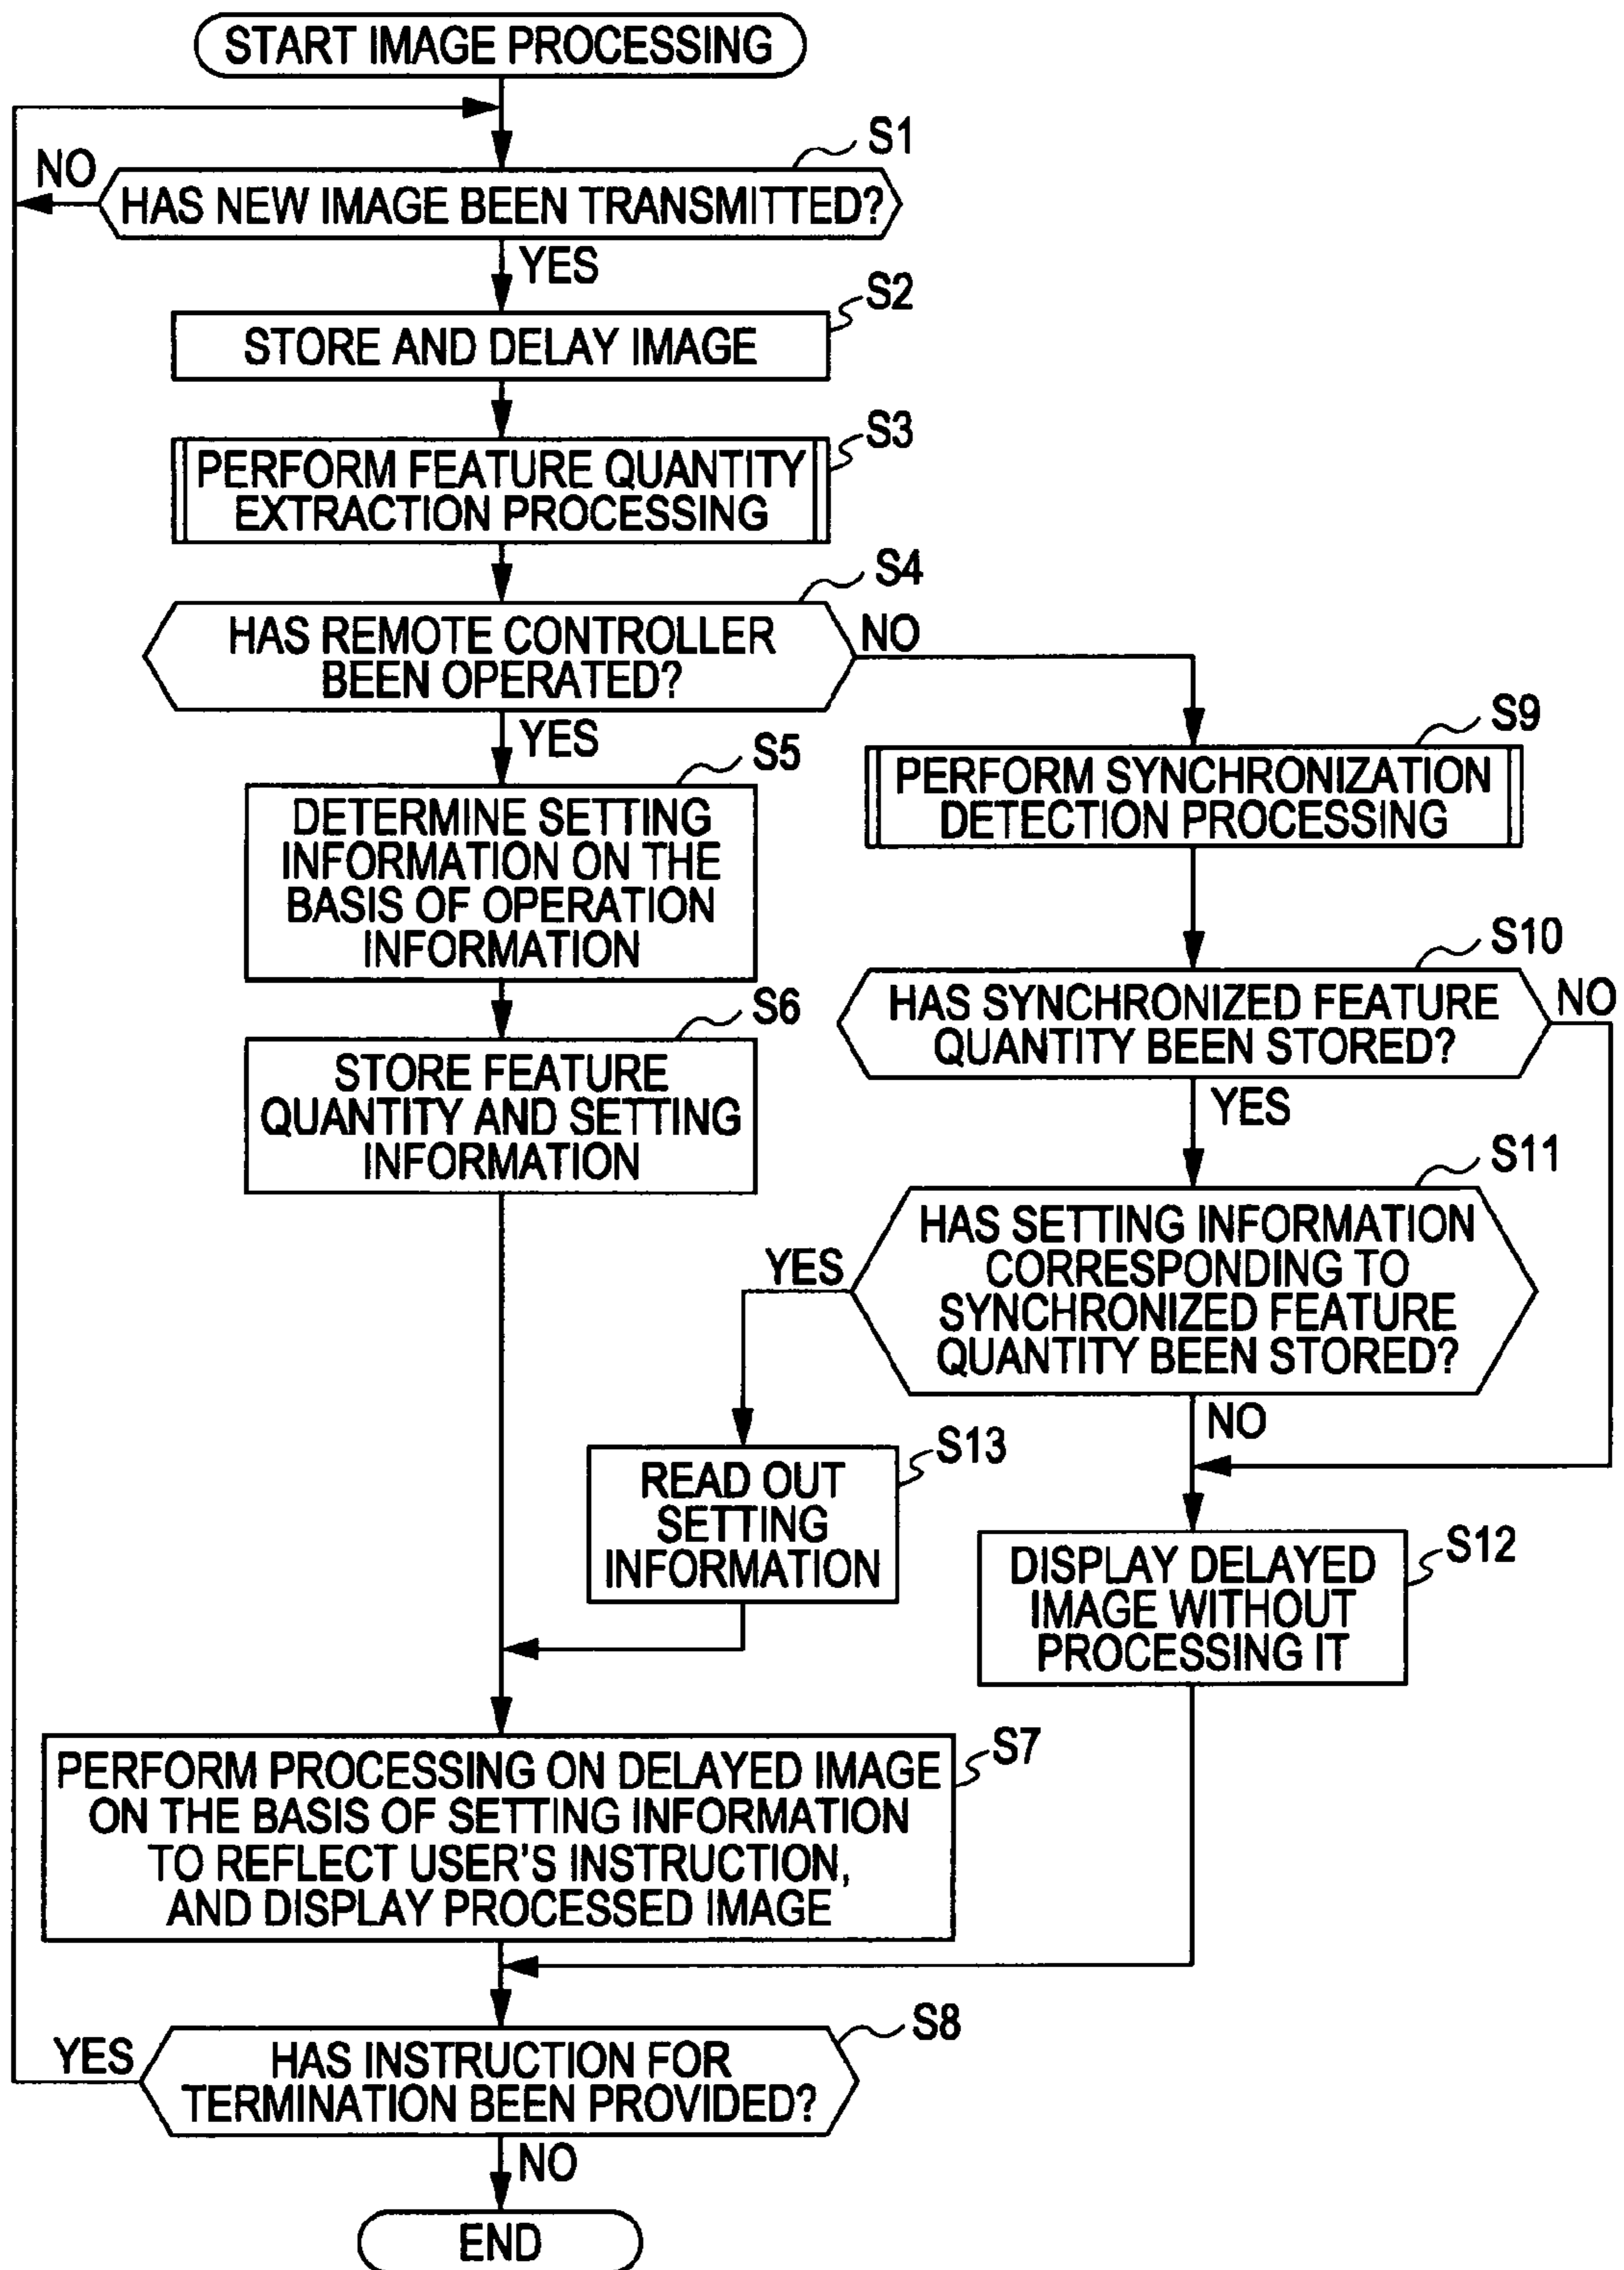 START IMAGE PROCESSING
S1
NO
HAS NEW IMAGE BEEN TRANSMITTED?
YES
S2
STORE AND DELAY IMAGE
S3
PERFORM FEATURE QUANTITY
EXTRACTION PROCESSING
S4
HAS REMOTE CONTROLLER
BEEN OPERATED?
NO
YES
S5
DETERMINE SETTING
INFORMATION ON THE
BASIS OF OPERATION
INFORMATION
S6
STORE FEATURE
QUANTITY AND SETTING
INFORMATION
S9
PERFORM SYNCHRONIZATION
DETECTION PROCESSING
S10
HAS SYNCHRONIZED FEATURE
QUANTITY BEEN STORED?
NO
YES
S11
HAS SETTING INFORMATION
CORRESPONDING TO
SYNCHRONIZED FEATURE
QUANTITY BEEN STORED?
YES
NO
S13
READ OUT
SETTING
INFORMATION
S12
DISPLAY DELAYED
IMAGE WITHOUT
PROCESSING IT
S7
PERFORM PROCESSING ON DELAYED IMAGE
ON THE BASIS OF SETTING INFORMATION
TO REFLECT USER'S INSTRUCTION,
AND DISPLAY PROCESSED IMAGE
S8
YES
HAS INSTRUCTION FOR
TERMINATION BEEN PROVIDED?
NO
END